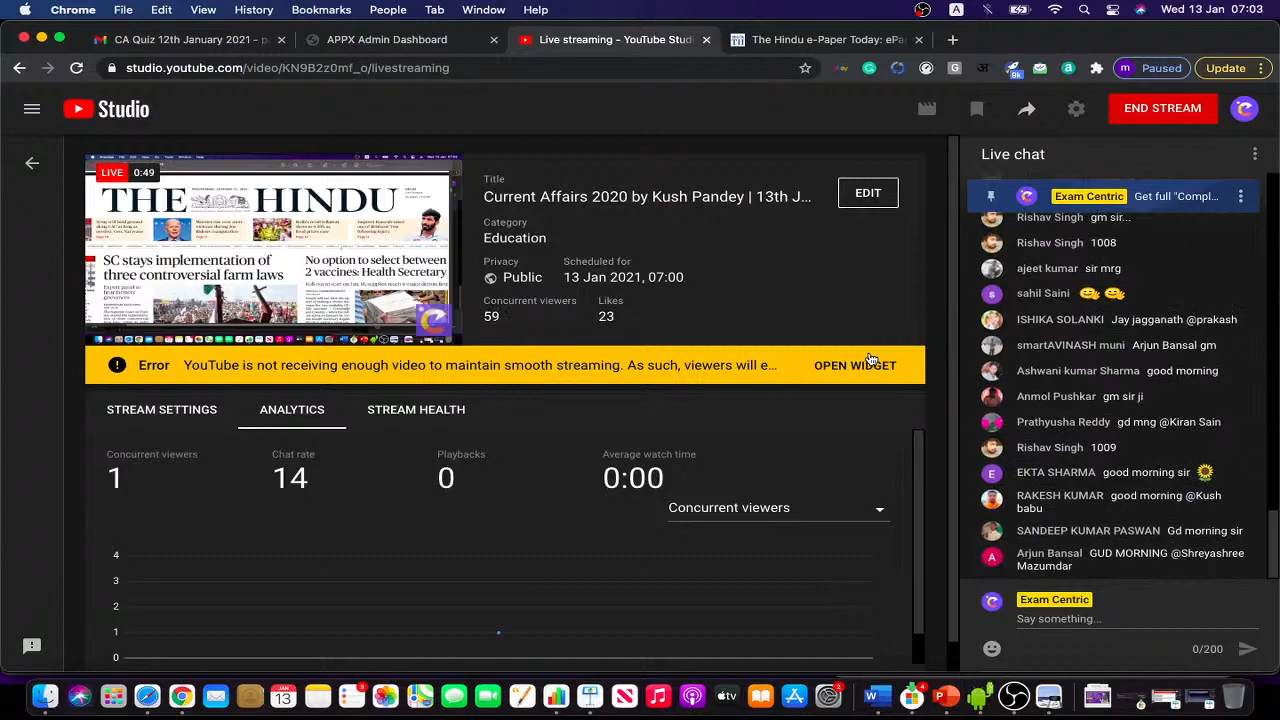 Chrome File Edit View History Bookmarks People Tab Window Help A Wed 13 Jan 07:03
CA Quiz 12th January 2021 – p
APPX Admin Dashboard
Live streaming - YouTube Stud
The Hindu e-Paper Today: ePa
studio.youtube.com/video/KN9B2z0mf_o/livestreaming
9k
m Paused
Update
Studio
END STREAM
LIVE 0:49
THE HINDU
SC stays implementation of
three controversial farm laws
No option to select between
2 vaccines: Health Secretary
Title
Current Affairs 2020 by Kush Pandey | 13th J...
EDIT
Category
Education
Privacy
Public
Scheduled for
13 Jan 2021, 07:00
Concurrent viewers
59
Likes
23
Error YouTube is not receiving enough video to maintain smooth streaming. As such, viewers will e...
OPEN WIDGET
STREAM SETTINGS ANALYTICS STREAM HEALTH
Concurrent viewers
1
Chat rate
14
Playbacks
0
Average watch time
0:00
Concurrent viewers
4
3
2
1
0
Live chat
Exam Centric Get full "Compl...
Rishav Singh gm sir...
Rishav Singh 1008
ajeet kumar sir mrg
Sahil Saini
ISHIKA SOLANKI Jay jagganath @prakash
smartAVINASH muni Arjun Bansal gm
Ashwani kumar Sharma good morning
Anmol Pushkar gm sir ji
Prathyusha Reddy gd mng @Kiran Sain
Rishav Singh 1009
EKTA SHARMA good morning sir
RAKESH KUMAR good morning @Kush
babu
SANDEEP KUMAR PASWAN Gd morning sir
Arjun Bansal GUD MORNING @Shreyashree
Mazumdar
Exam Centric
Say something...
0/200